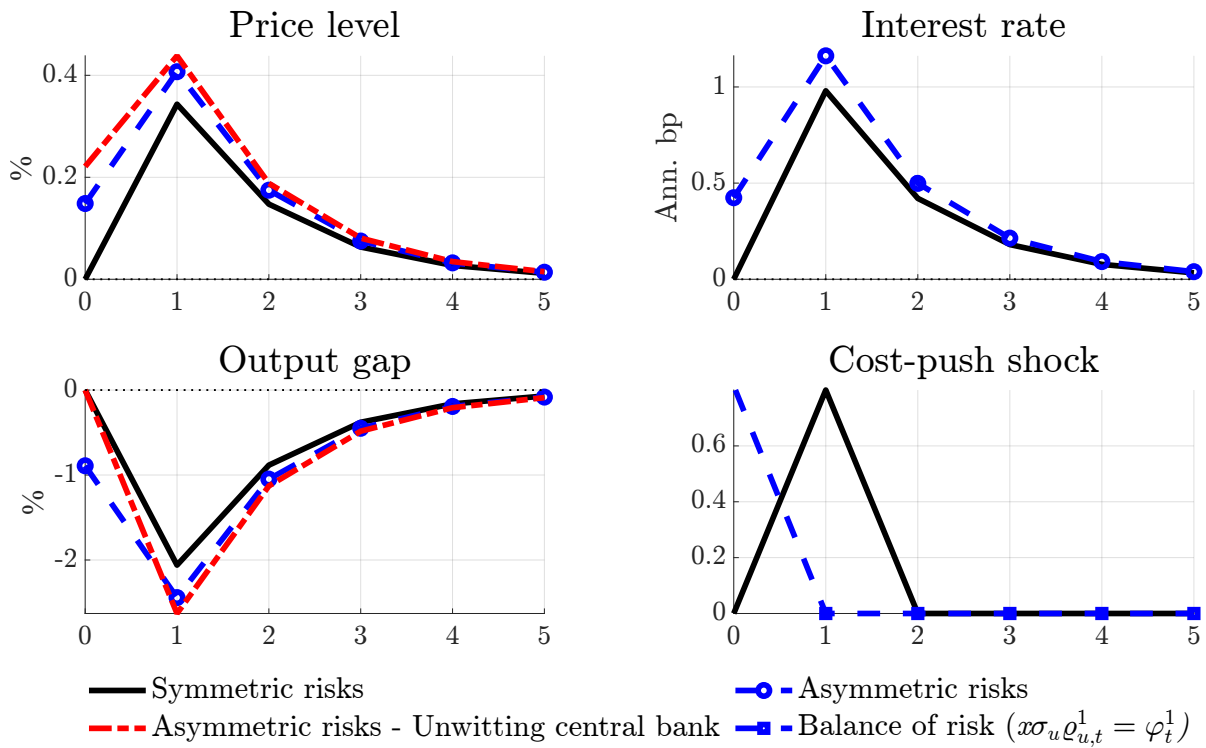 Price level
Interest rate
0.4
0.2
0
%
0 1 2 3 4 5
1
0.5
0
Ann. bp
0 1 2 3 4 5
Output gap
Cost-push shock
0
-1
-2
%
0 1 2 3 4 5
0.6
0.4
0.2
0
0 1 2 3 4 5
Symmetric risks
Asymmetric risks
Asymmetric risks - Unwitting central bank
Balance of risk (xσ_u ϱ^1_{u,t} = φ^1_t)